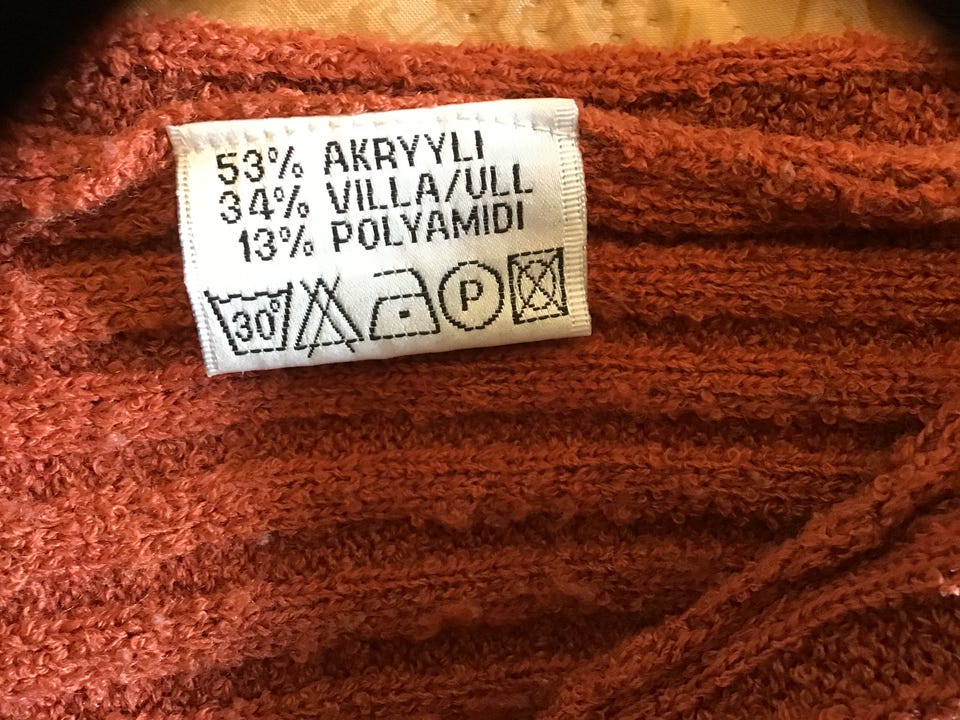 53% AKRYYLI
34% VILLA/ULL
13% POLYAMIDI
30° P